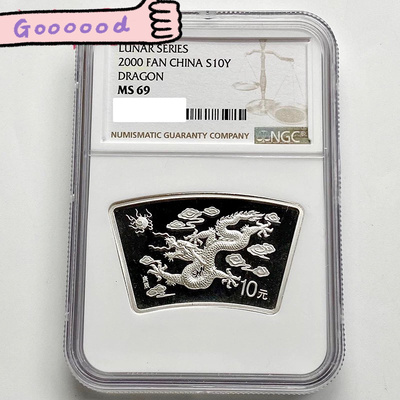 Goooood
LUNAR SERIES
2000 FAN CHINA S10Y
DRAGON
MS 69
NUMISMATIC GUARANTY COMPANY
NGC
10元